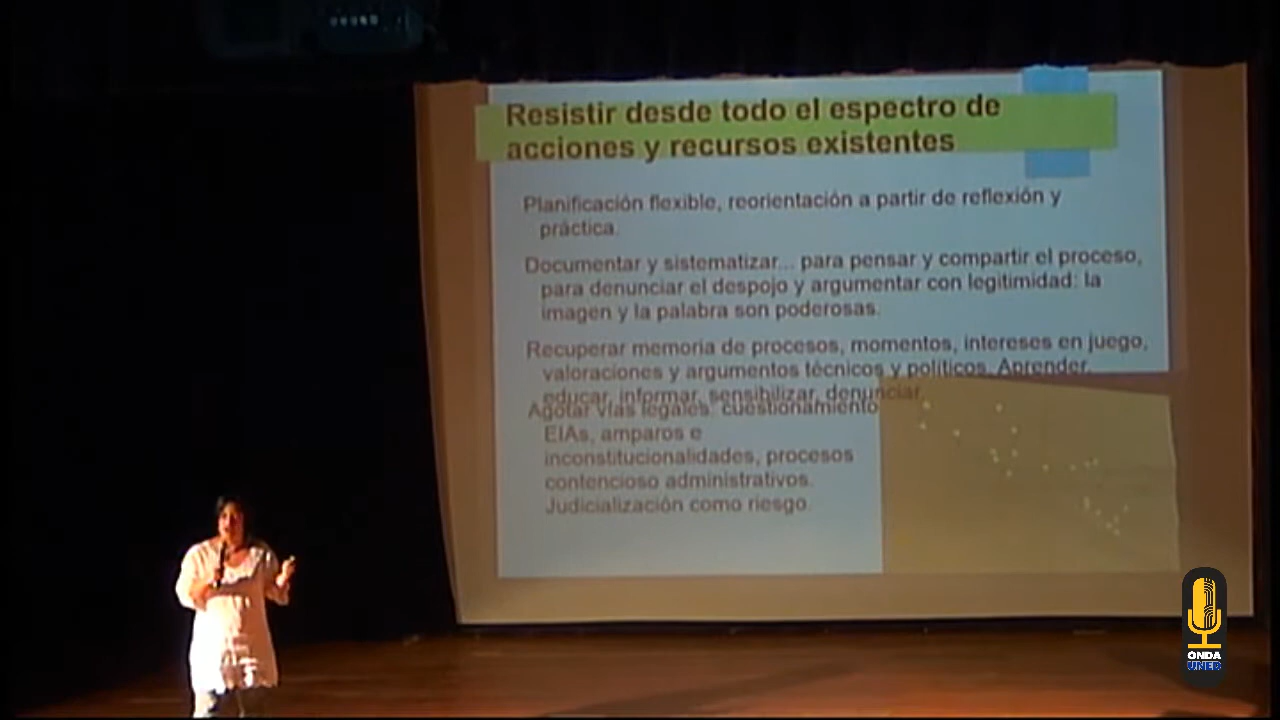 Resistir desde todo el espectro de
acciones y recursos existentes
Planificación flexible, reorientación a partir de reflexión y
práctica.
Documentar y sistematizar... para pensar y compartir el proceso,
para denunciar el despojo y argumentar con legitimidad: la
imagen y la palabra son poderosas.
Recuperar memoria de procesos, momentos, intereses en juego,
valoraciones y argumentos técnicos y políticos. Aprender,
educar, informar, sensibilizar, denunciar.
Agotar vías legales: cuestionamiento
EIAs, amparos e
inconstitucionalidades, procesos
contencioso administrativos.
Judicialización como riesgo.
ONDA
UNEB